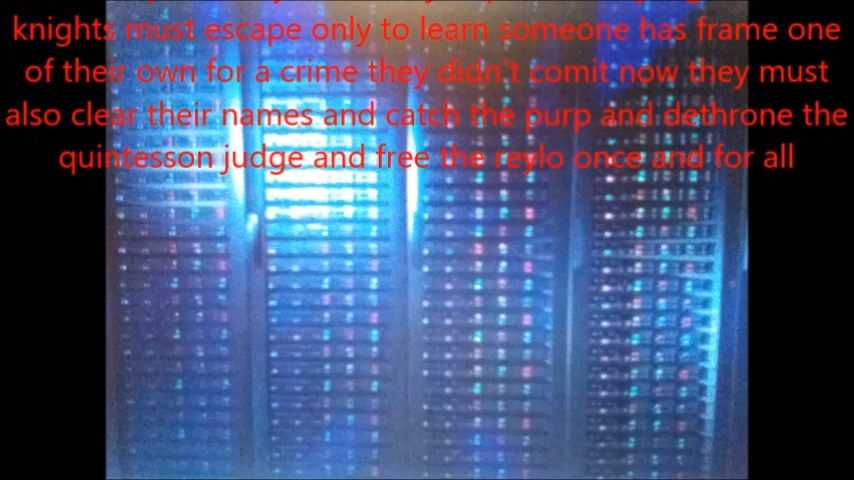 knights must escape only to learn someone has frame one
of their own for a crime they didn't comit now they must
also clear their names and catch the purp and dethrone the
quintesson judge and free the reylo once and for all